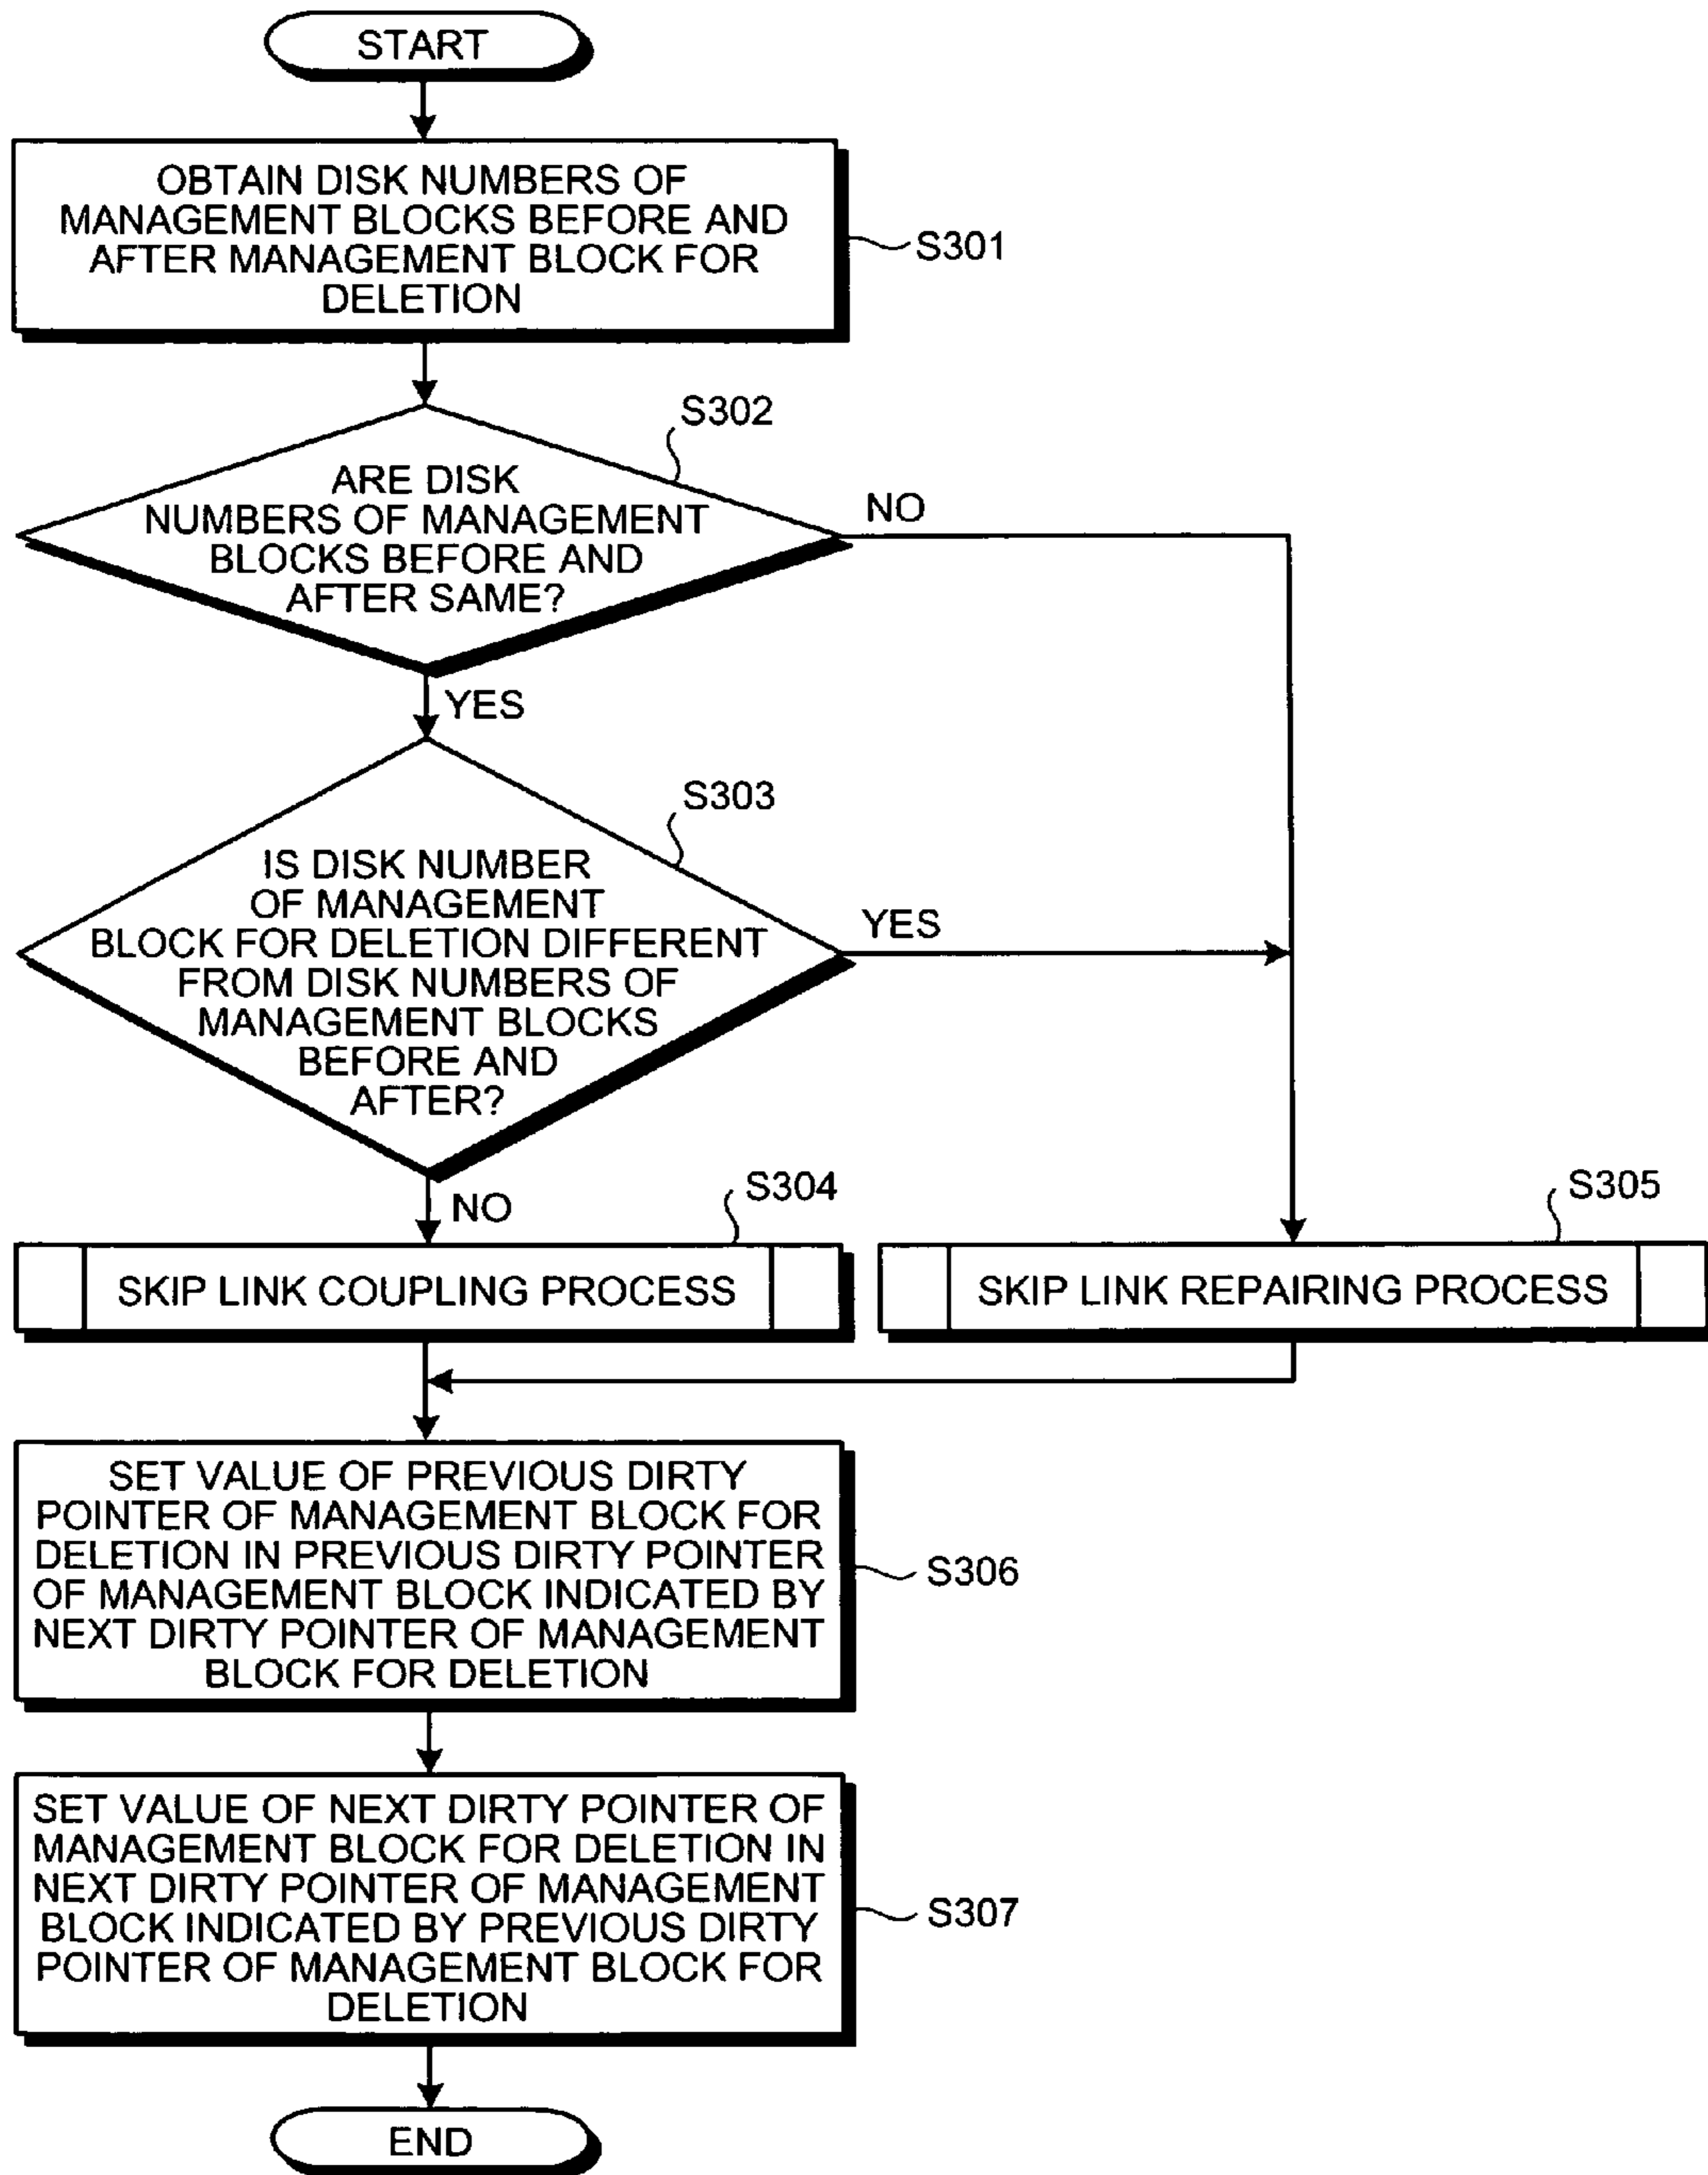 START
OBTAIN DISK NUMBERS OF
MANAGEMENT BLOCKS BEFORE AND
AFTER MANAGEMENT BLOCK FOR
DELETION
S301
S302
ARE DISK
NUMBERS OF MANAGEMENT
BLOCKS BEFORE AND
AFTER SAME?
NO
YES
S303
IS DISK NUMBER
OF MANAGEMENT
BLOCK FOR DELETION DIFFERENT
FROM DISK NUMBERS OF
MANAGEMENT BLOCKS
BEFORE AND
AFTER?
YES
NO
S304
SKIP LINK COUPLING PROCESS
S305
SKIP LINK REPAIRING PROCESS
SET VALUE OF PREVIOUS DIRTY
POINTER OF MANAGEMENT BLOCK FOR
DELETION IN PREVIOUS DIRTY POINTER
OF MANAGEMENT BLOCK INDICATED BY
NEXT DIRTY POINTER OF MANAGEMENT
BLOCK FOR DELETION
S306
SET VALUE OF NEXT DIRTY POINTER OF
MANAGEMENT BLOCK FOR DELETION IN
NEXT DIRTY POINTER OF MANAGEMENT
BLOCK INDICATED BY PREVIOUS DIRTY
POINTER OF MANAGEMENT BLOCK FOR
DELETION
S307
END